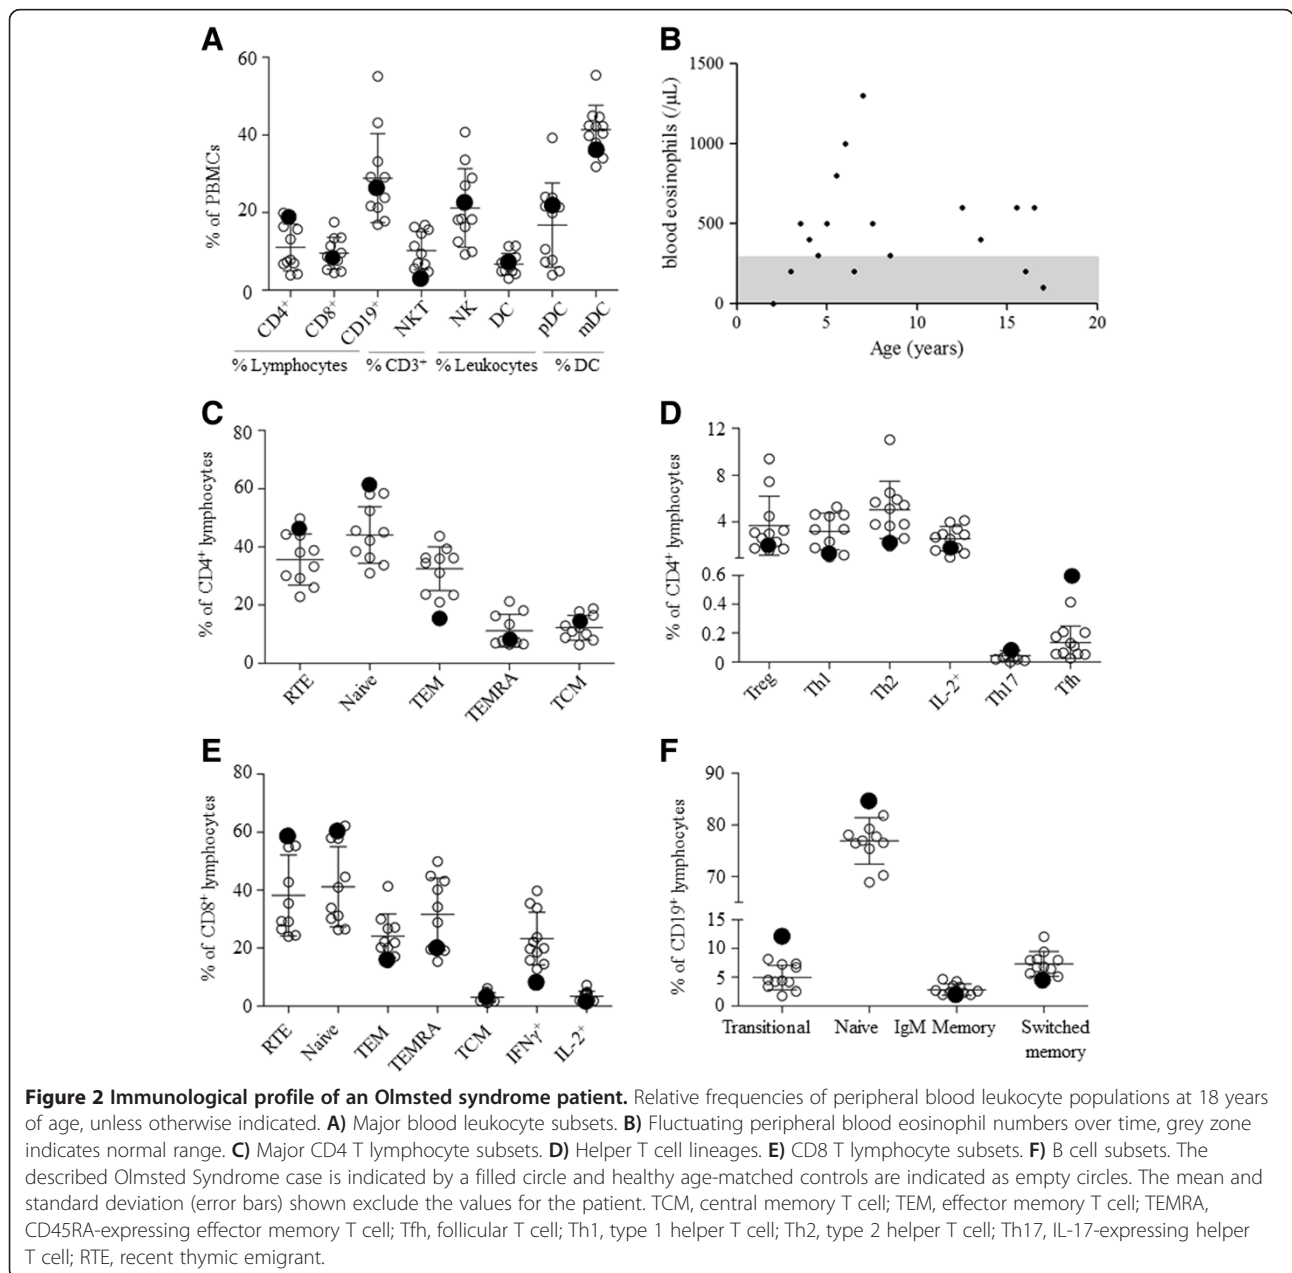 A
60
40
20
0
% of PBMCs
CD4+
CD8+
CD19+
NKT
NK
DC
pDC
mDC
% Lymphocytes
% CD3+
% Leukocytes
% DC
B
1500
1000
500
0
blood eosinophils (/μL)
0
5
10
15
20
Age (years)
C
80
60
40
20
0
% of CD4+ lymphocytes
RTE
Naive
TEM
TEMRA
TCM
D
12
8
4
0.6
0.4
0.2
0
% of CD4+ lymphocytes
Treg
Th1
Th2
IL-2+
Th17
Tfh
E
80
60
40
20
0
% of CD8+ lymphocytes
RTE
Naive
TEM
TEMRA
TCM
IFNγ+
IL-2+
F
90
80
70
15
10
5
0
% of CD19+ lymphocytes
Transitional
Naive
IgM Memory
Switched
memory
Figure 2 Immunological profile of an Olmsted syndrome patient. Relative frequencies of peripheral blood leukocyte populations at 18 years
of age, unless otherwise indicated. A) Major blood leukocyte subsets. B) Fluctuating peripheral blood eosinophil numbers over time, grey zone
indicates normal range. C) Major CD4 T lymphocyte subsets. D) Helper T cell lineages. E) CD8 T lymphocyte subsets. F) B cell subsets. The
described Olmsted Syndrome case is indicated by a filled circle and healthy age-matched controls are indicated as empty circles. The mean and
standard deviation (error bars) shown exclude the values for the patient. TCM, central memory T cell; TEM, effector memory T cell; TEMRA,
CD45RA-expressing effector memory T cell; Tfh, follicular T cell; Th1, type 1 helper T cell; Th2, type 2 helper T cell; Th17, IL-17-expressing helper
T cell; RTE, recent thymic emigrant.